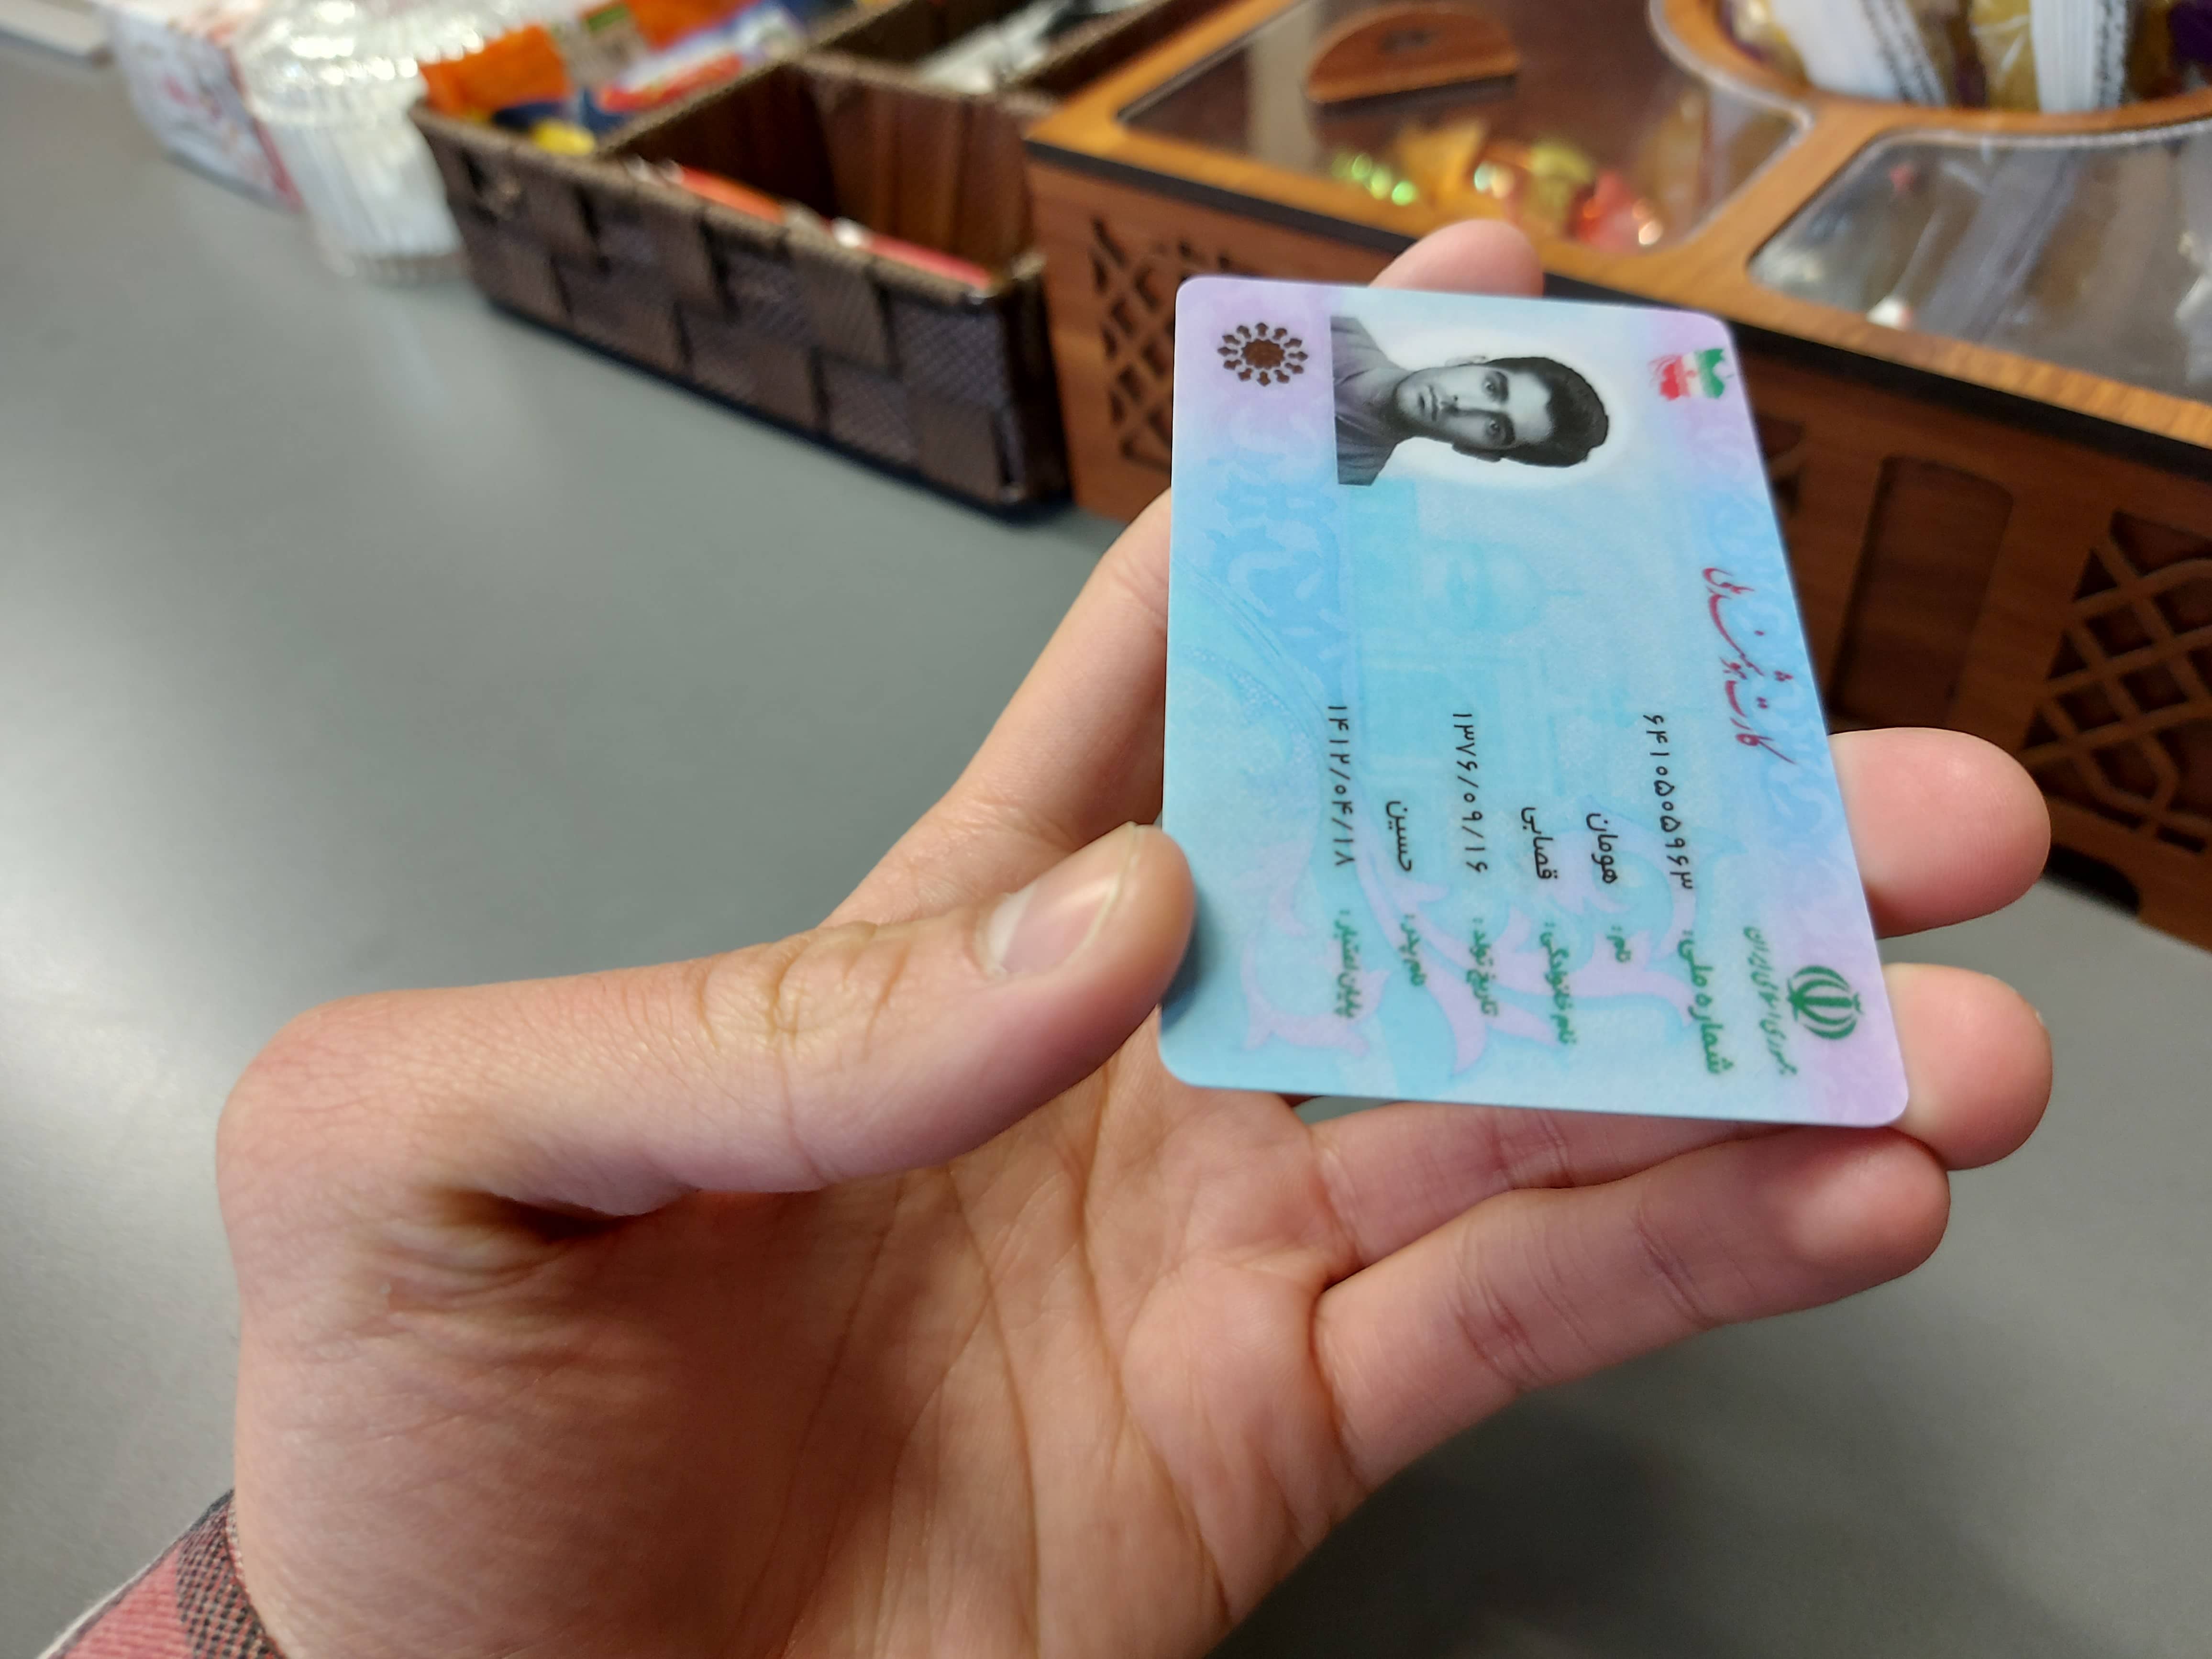 جمهوری اسلامی ایران
کارت هوشمند ملی
شماره ملی: ۶۴۱۰۵۰۵۹۶۳
نام: هومان
نام خانوادگی: قصابی
تاریخ تولد: ۱۳۷۶/۰۹/۱۶
نام پدر: حسین
پایان اعتبار: ۱۴۱۲/۰۴/۱۸